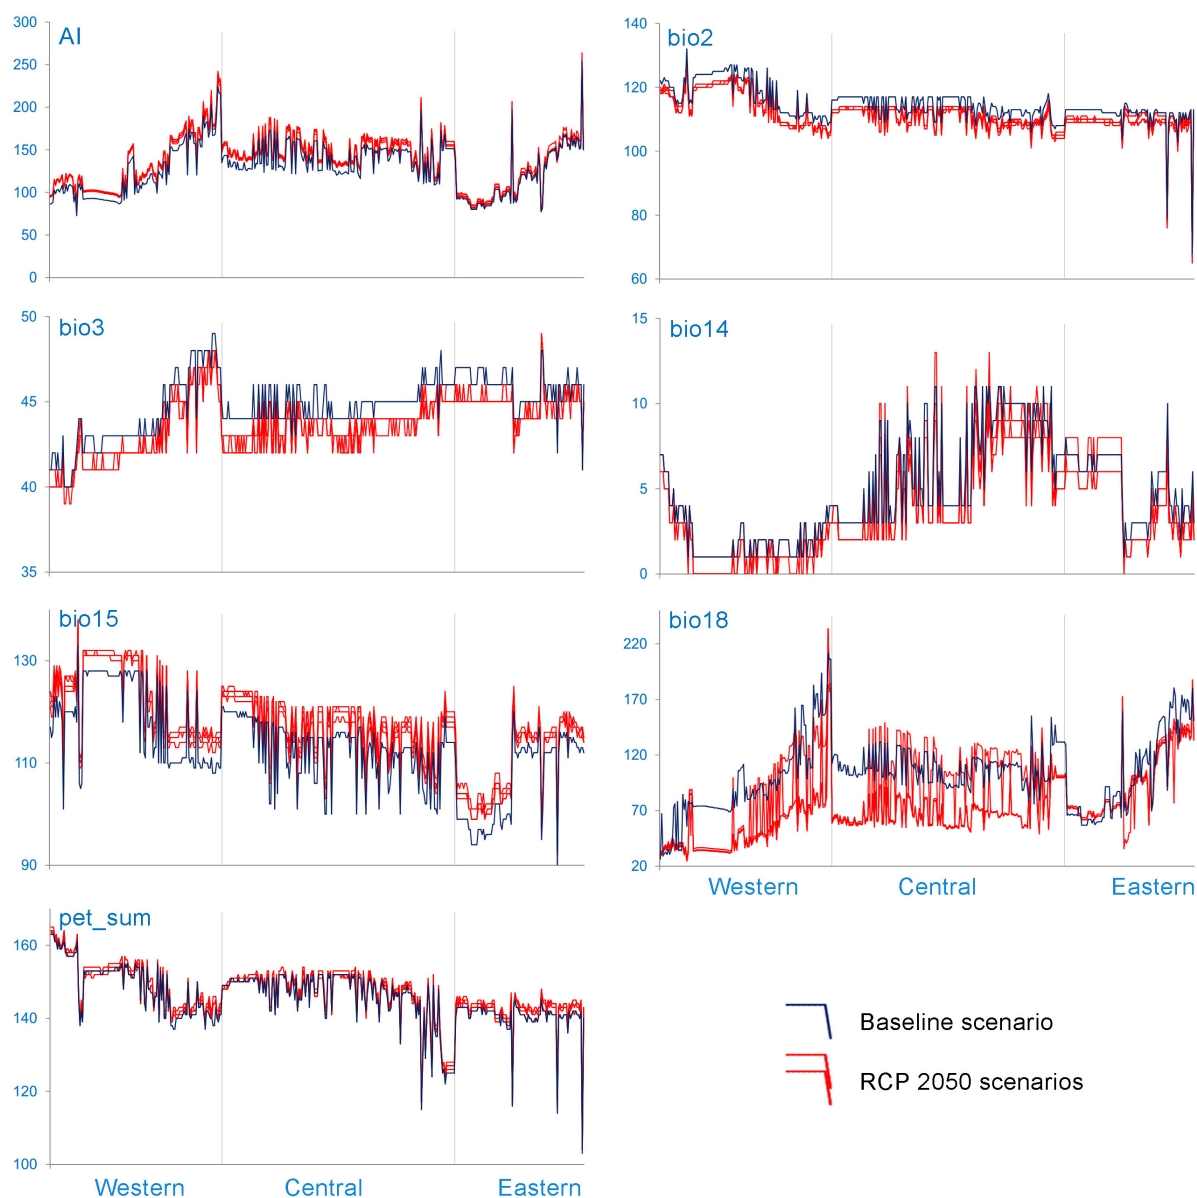 AI
300
250
200
150
100
50
0
bio2
140
120
100
80
60
bio3
50
45
40
35
bio14
15
10
5
0
bio15
130
110
90
bio18
220
170
120
70
20
Western Central Eastern
pet_sum
160
140
120
100
Western Central Eastern
Baseline scenario
RCP 2050 scenarios